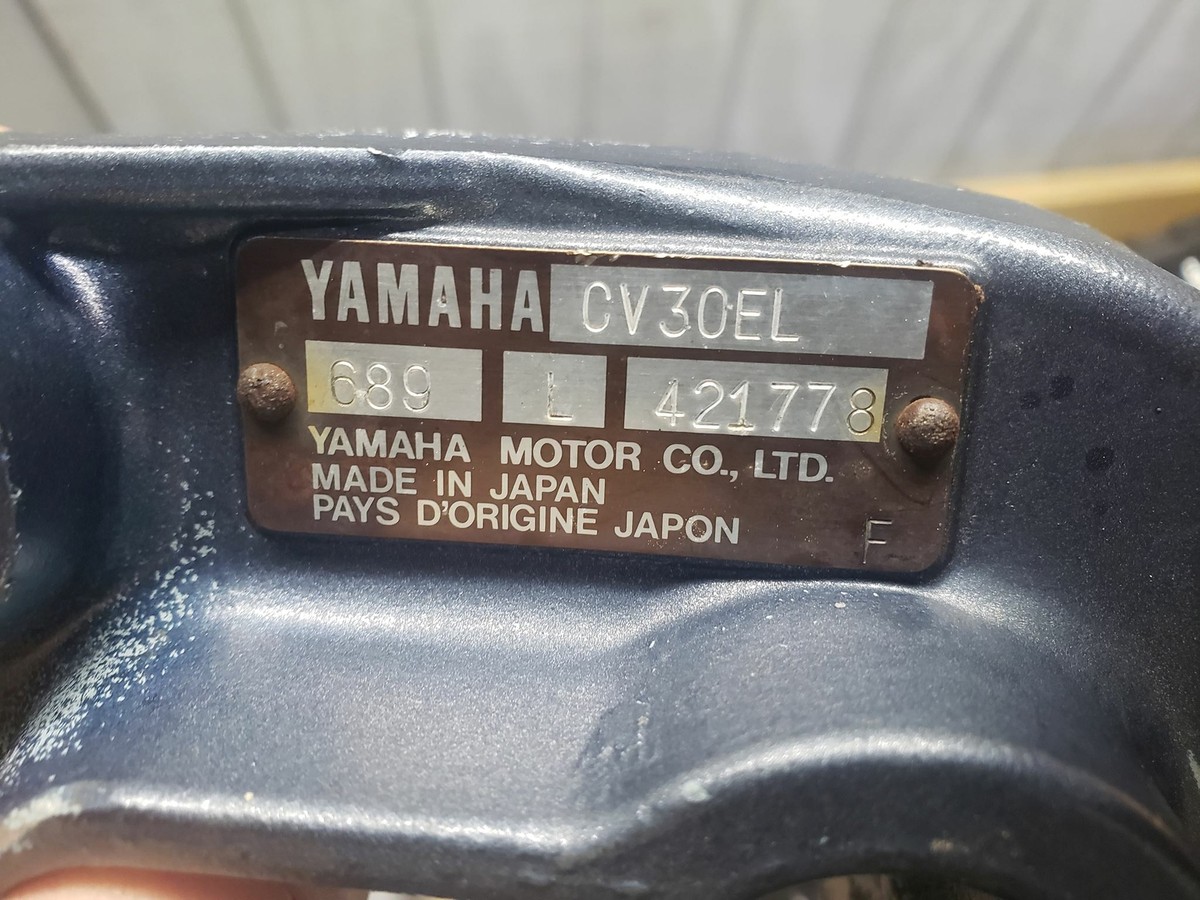 YAMAHA CV30EL
689 L 421778
YAMAHA MOTOR CO., LTD.
MADE IN JAPAN
PAYS D'ORIGINE JAPON F